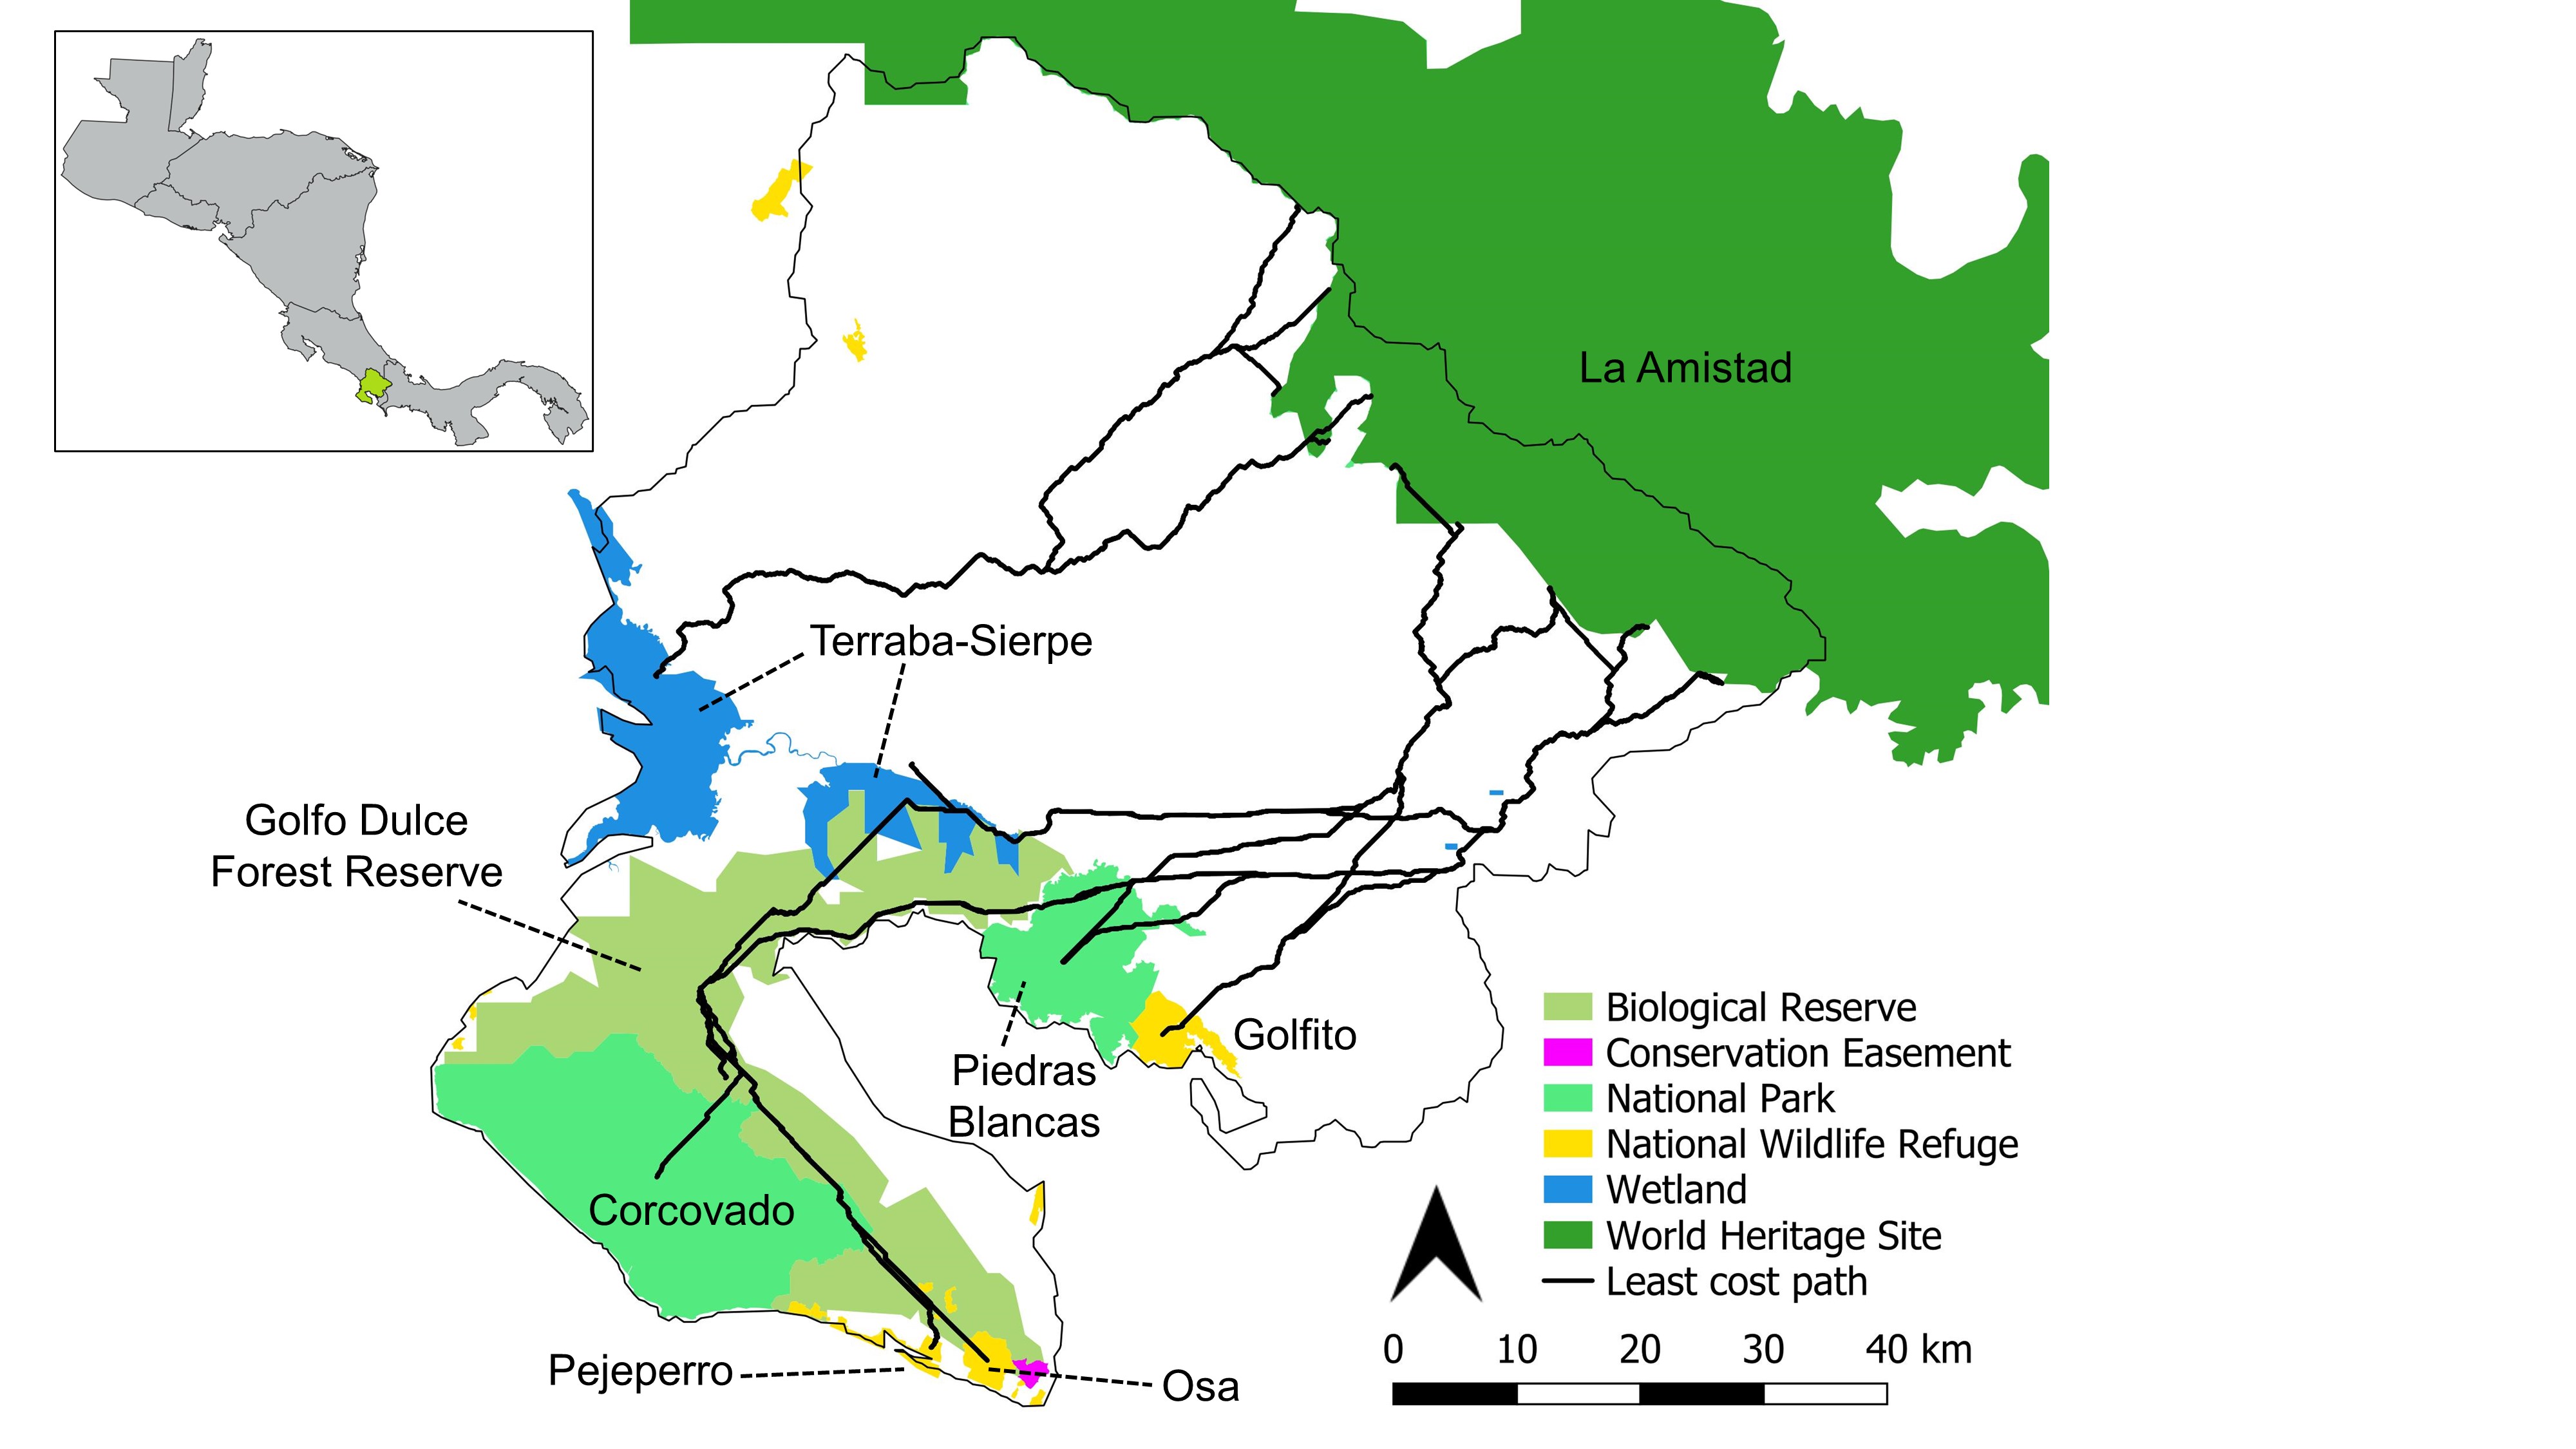 La Amistad
Terraba-Sierpe
Golfo Dulce
Forest Reserve
Golfito
Piedras
Blancas
Corcovado
Pejeperro
Osa
Biological Reserve
Conservation Easement
National Park
National Wildlife Refuge
Wetland
World Heritage Site
Least cost path
0 10 20 30 40 km